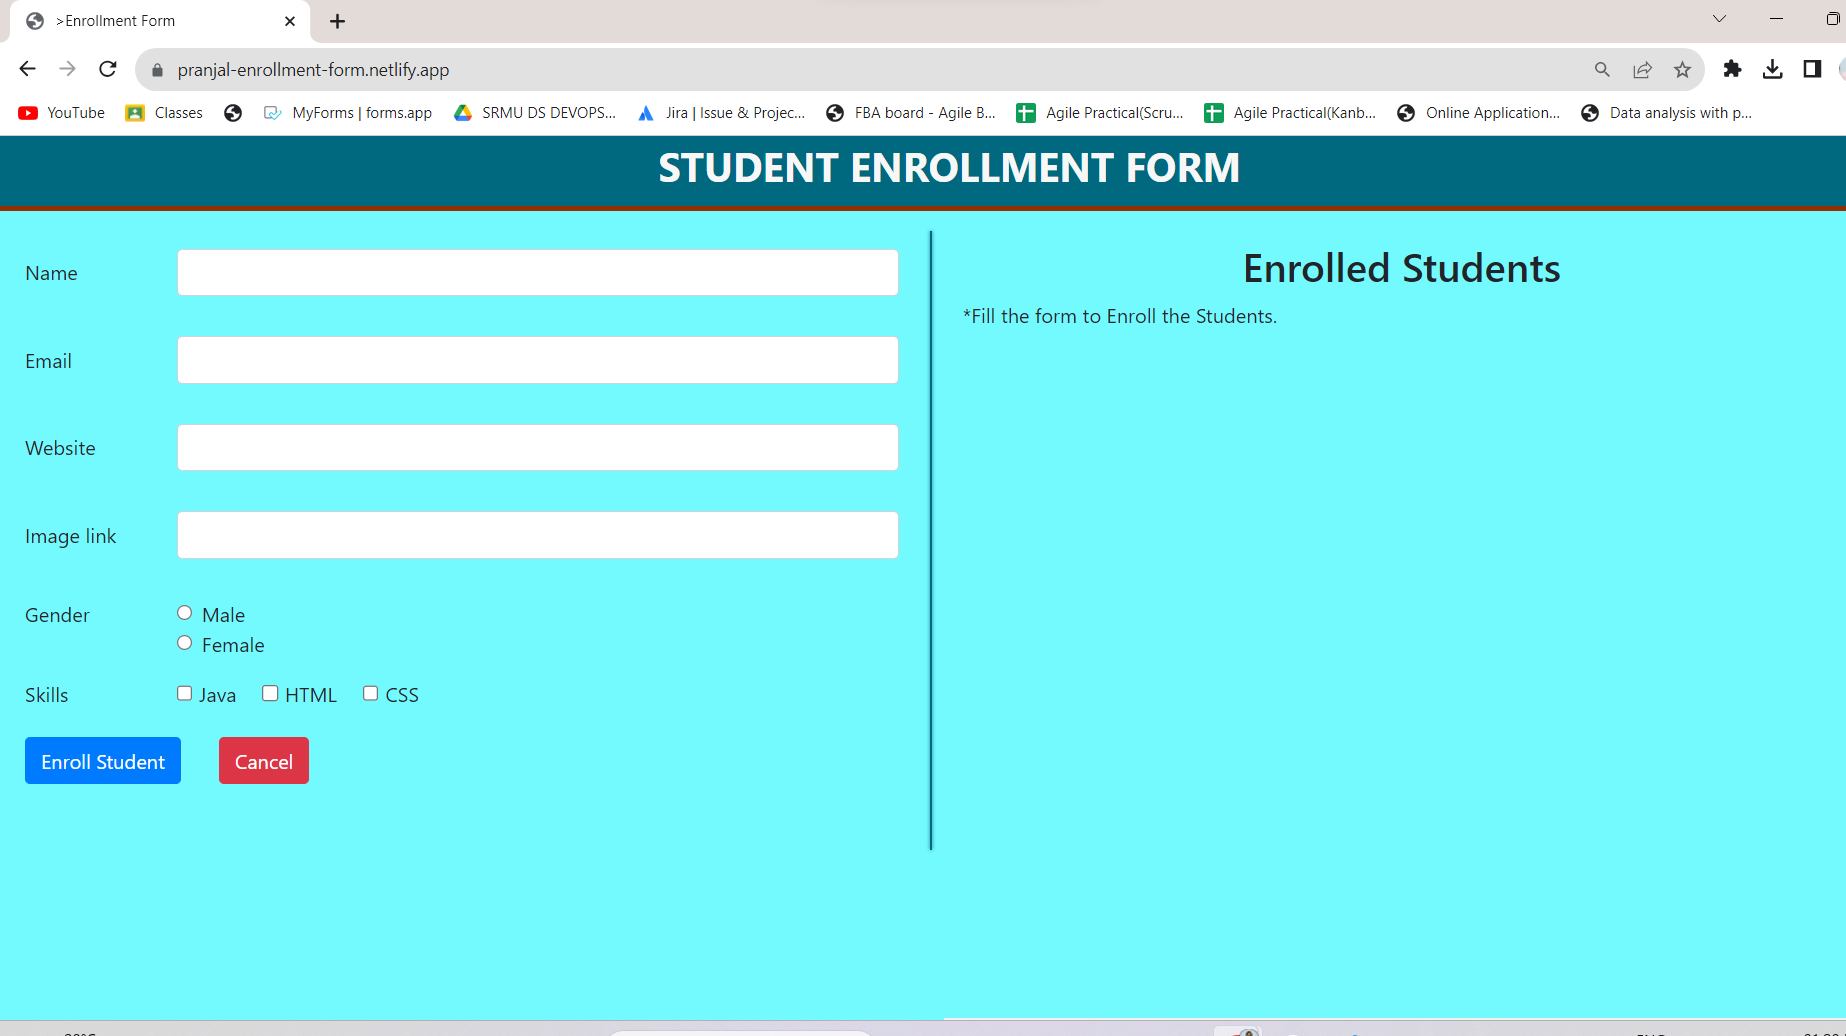 >Enrollment Form
pranjal-enrollment-form.netlify.app
YouTube Classes MyForms | forms.app SRMU DS DEVOPS... Jira | Issue & Projec... FBA board - Agile B... Agile Practical(Scru... Agile Practical(Kanb... Online Application... Data analysis with p...
STUDENT ENROLLMENT FORM
Name
Email
Website
Image link
Gender
Male
Female
Skills
Java HTML CSS
Enroll Student Cancel
Enrolled Students
*Fill the form to Enroll the Students.